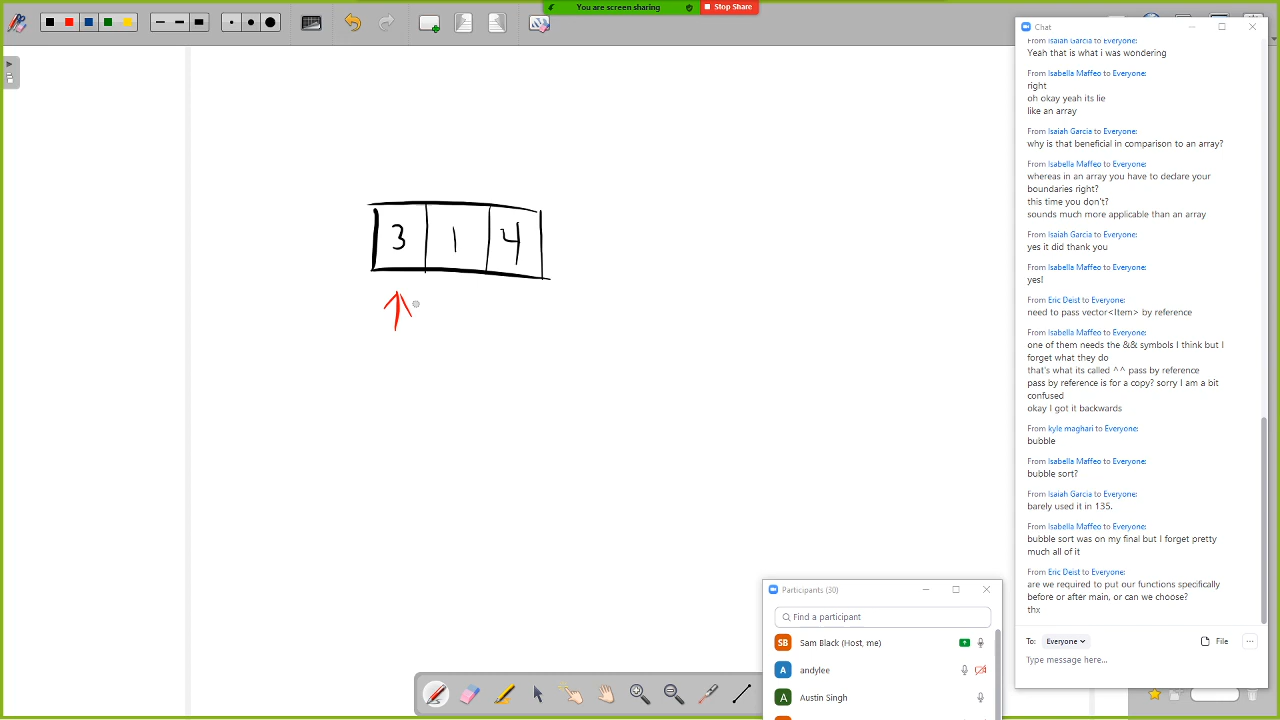 You are screen sharing
Stop Share
Chat
From Isaiah Garcia to Everyone:
Yeah that is what i was wondering
From Isabella Maffeo to Everyone:
right
oh okay yeah its lie
like an array
From Isaiah Garcia to Everyone:
why is that beneficial in comparison to an array?
From Isabella Maffeo to Everyone:
whereas in an array you have to declare your
boundaries right?
this time you don't?
sounds much more applicable than an array
From Isaiah Garcia to Everyone:
yes it did thank you
From Isabella Maffeo to Everyone:
yes!
From Eric Deist to Everyone:
need to pass vector<Item> by reference
From Isabella Maffeo to Everyone:
one of them needs the && symbols I think but I
forget what they do
that's what its called ^^ pass by reference
pass by reference is for a copy? sorry I am a bit
confused
okay I got it backwards
From kyle maghari to Everyone:
bubble
From Isabella Maffeo to Everyone:
bubble sort?
From Isaiah Garcia to Everyone:
barely used it in 135.
From Isabella Maffeo to Everyone:
bubble sort was on my final but I forget pretty
much all of it
From Eric Deist to Everyone:
are we required to put our functions specifically
before or after main, or can we choose?
thx
To: Everyone
File
Type message here...
3 1 4
Participants (30)
Find a participant
SB Sam Black (Host, me)
A andylee
A Austin Singh